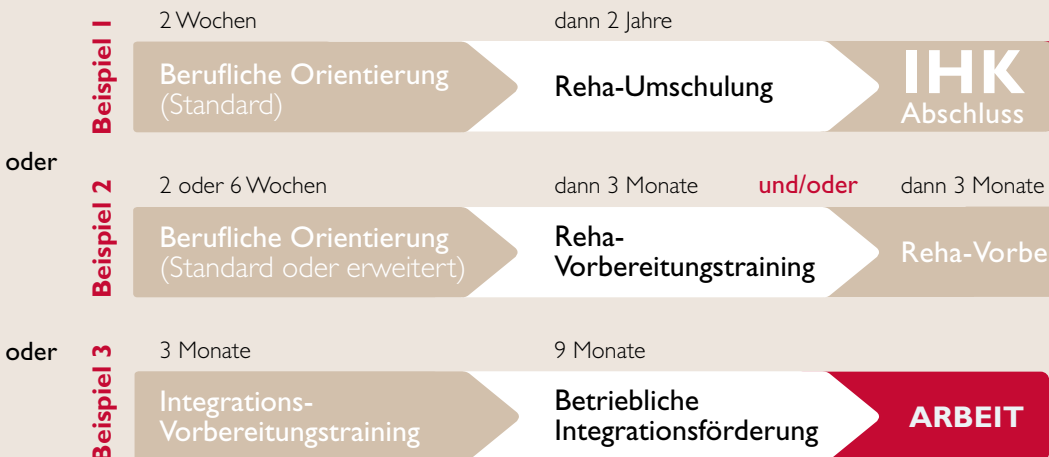 Beispiel 1
2 Wochen
dann 2 Jahre
Berufliche Orientierung
(Standard)
Reha-Umschulung
IHK
Abschluss
oder
Beispiel 2
2 oder 6 Wochen
dann 3 Monate
und/oder
dann 3 Monate
Berufliche Orientierung
(Standard oder erweitert)
Reha-
Vorbereitungstraining
Reha-Vorbe
oder
Beispiel 3
3 Monate
9 Monate
Integrations-
Vorbereitungstraining
Betriebliche
Integrationsförderung
ARBEIT